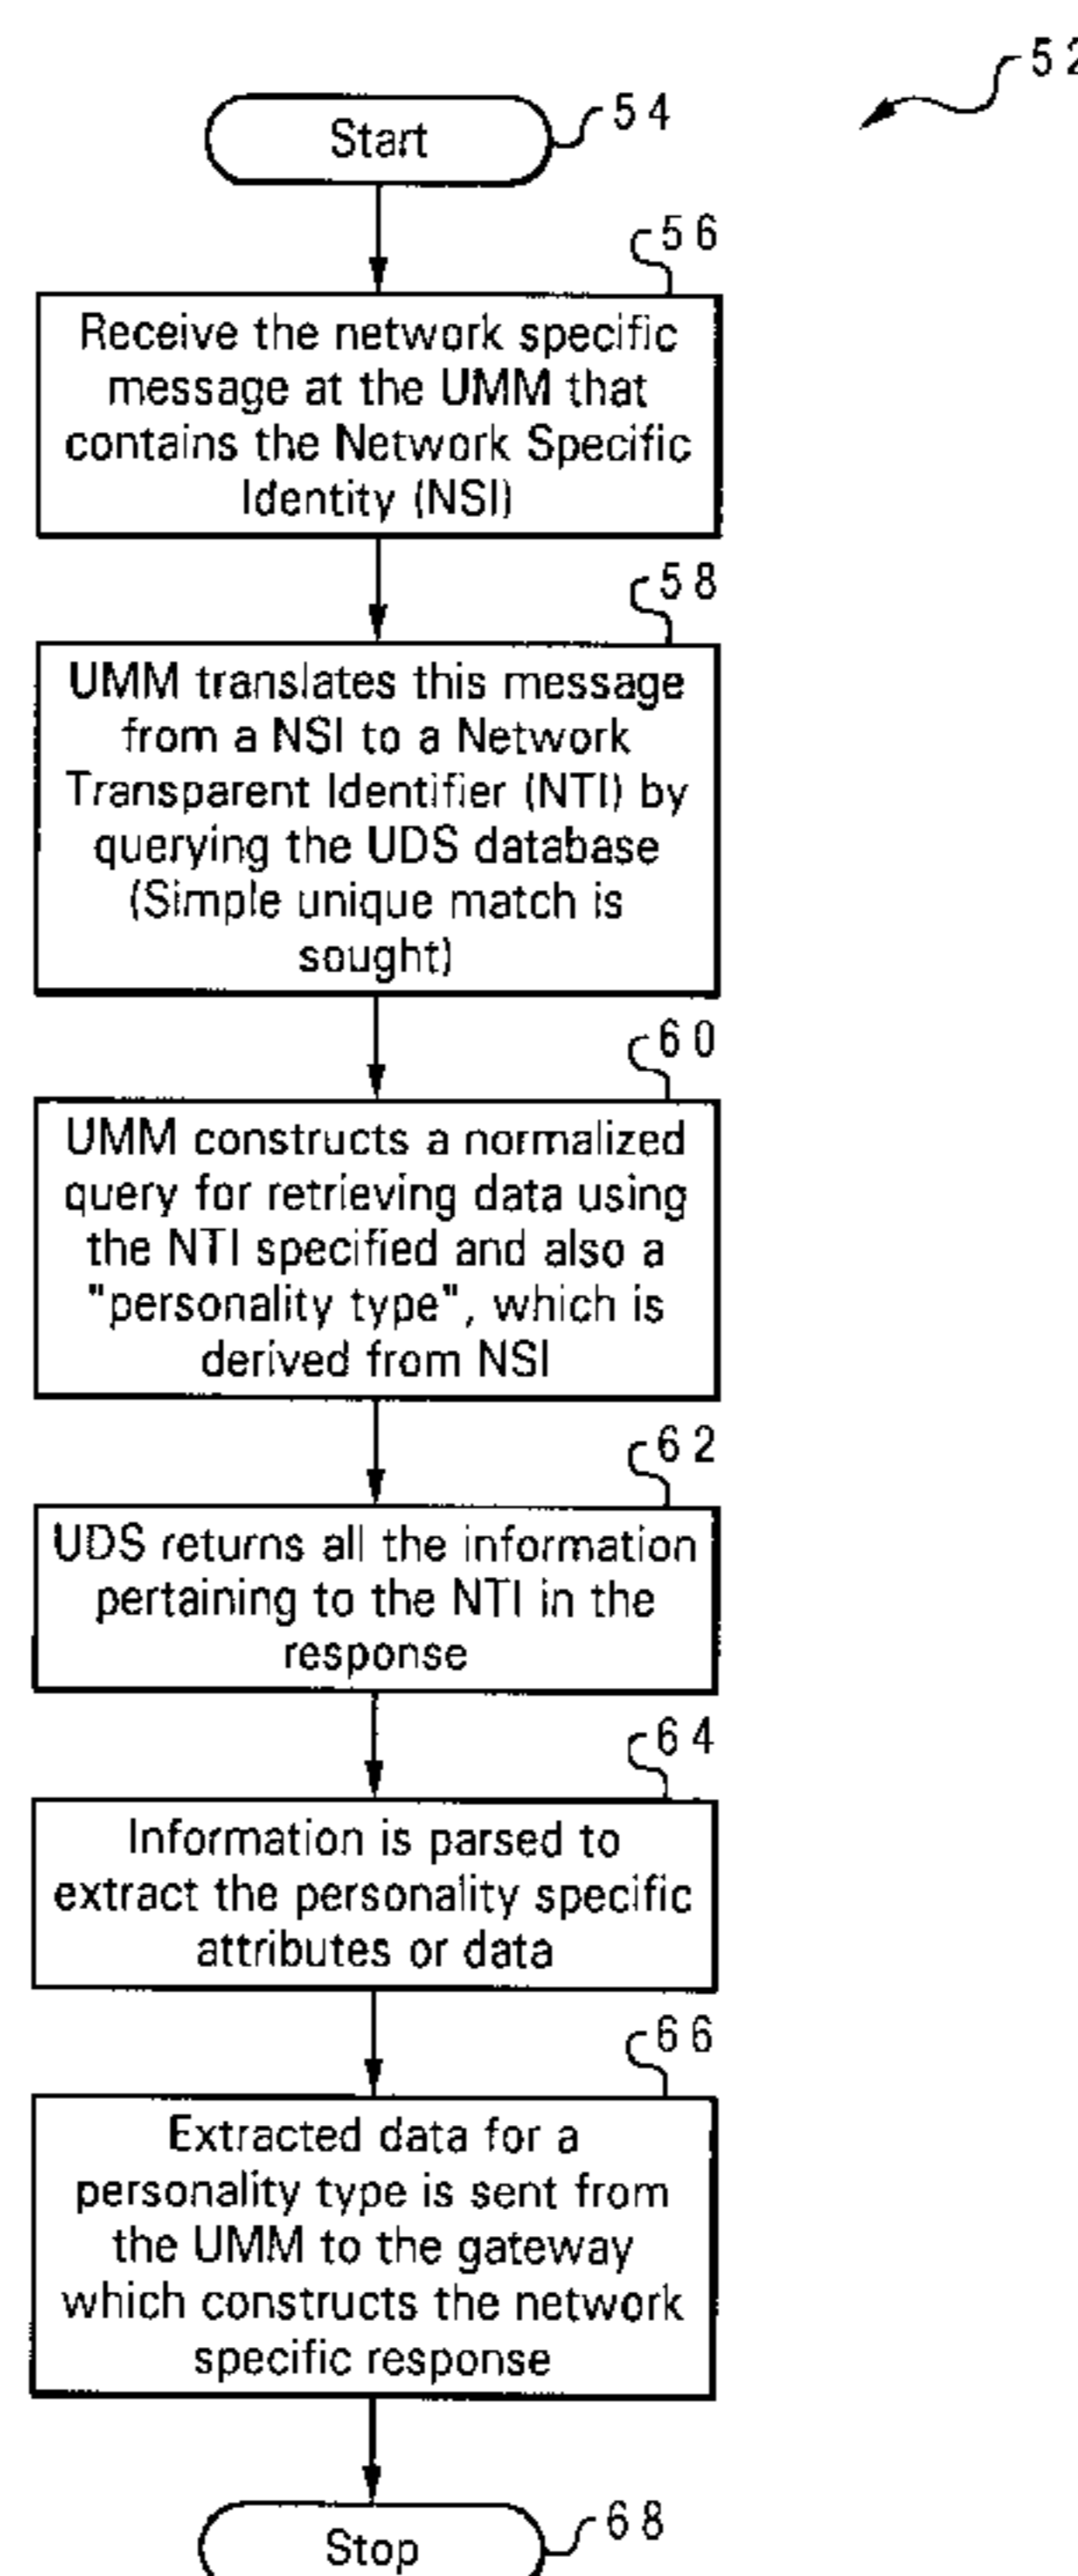 52
Start
54
56
Receive the network specific
message at the UMM that
contains the Network Specific
Identity (NSI)
58
UMM translates this message
from a NSI to a Network
Transparent Identifier (NTI) by
querying the UDS database
(Simple unique match is
sought)
60
UMM constructs a normalized
query for retrieving data using
the NTI specified and also a
"personality type", which is
derived from NSI
62
UDS returns all the information
pertaining to the NTI in the
response
64
Information is parsed to
extract the personality specific
attributes or data
66
Extracted data for a
personality type is sent from
the UMM to the gateway
which constructs the network
specific response
Stop
68